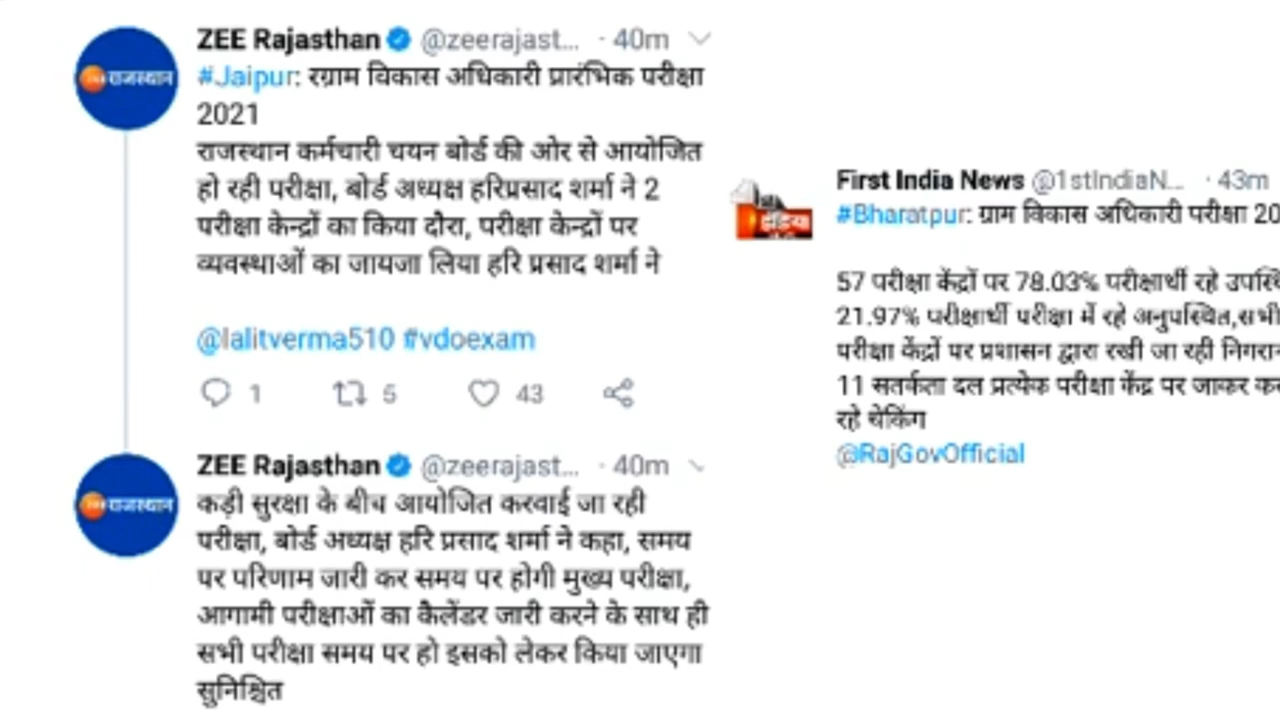 ZEE Rajasthan @zeerajast... · 40m
#Jaipur: रग्राम विकास अधिकारी प्रारंभिक परीक्षा
2021
राजस्थान कर्मचारी चयन बोर्ड की ओर से आयोजित
हो रही परीक्षा, बोर्ड अध्यक्ष हरिप्रसाद शर्मा ने 2
परीक्षा केन्द्रों का किया दौरा, परीक्षा केन्द्रों पर
व्यवस्थाओं का जायजा लिया हरि प्रसाद शर्मा ने
@lalitverma510 #vdoexam
1 5 43
राजस्थान
ZEE Rajasthan @zeerajast... · 40m
कड़ी सुरक्षा के बीच आयोजित करवाई जा रही
परीक्षा, बोर्ड अध्यक्ष हरि प्रसाद शर्मा ने कहा, समय
पर परिणाम जारी कर समय पर होगी मुख्य परीक्षा,
आगामी परीक्षाओं का कैलेंडर जारी करने के साथ ही
सभी परीक्षा समय पर हो इसको लेकर किया जाएगा
सुनिश्चित
राजस्थान
First India News @1stIndiaN... · 43m
#Bharatpur: ग्राम विकास अधिकारी परीक्षा 20
57 परीक्षा केंद्रों पर 78.03% परीक्षार्थी रहे
21.97% परीक्षार्थी परीक्षा में रहे अनुपस्थित,सभी
परीक्षा केंद्रों पर प्रशासन द्वारा रखी जा रही
11 सतर्कता दल प्रत्येक परीक्षा केंद्र पर जाकर
रहे चेकिंग
@RajGovOfficial
इंडिया